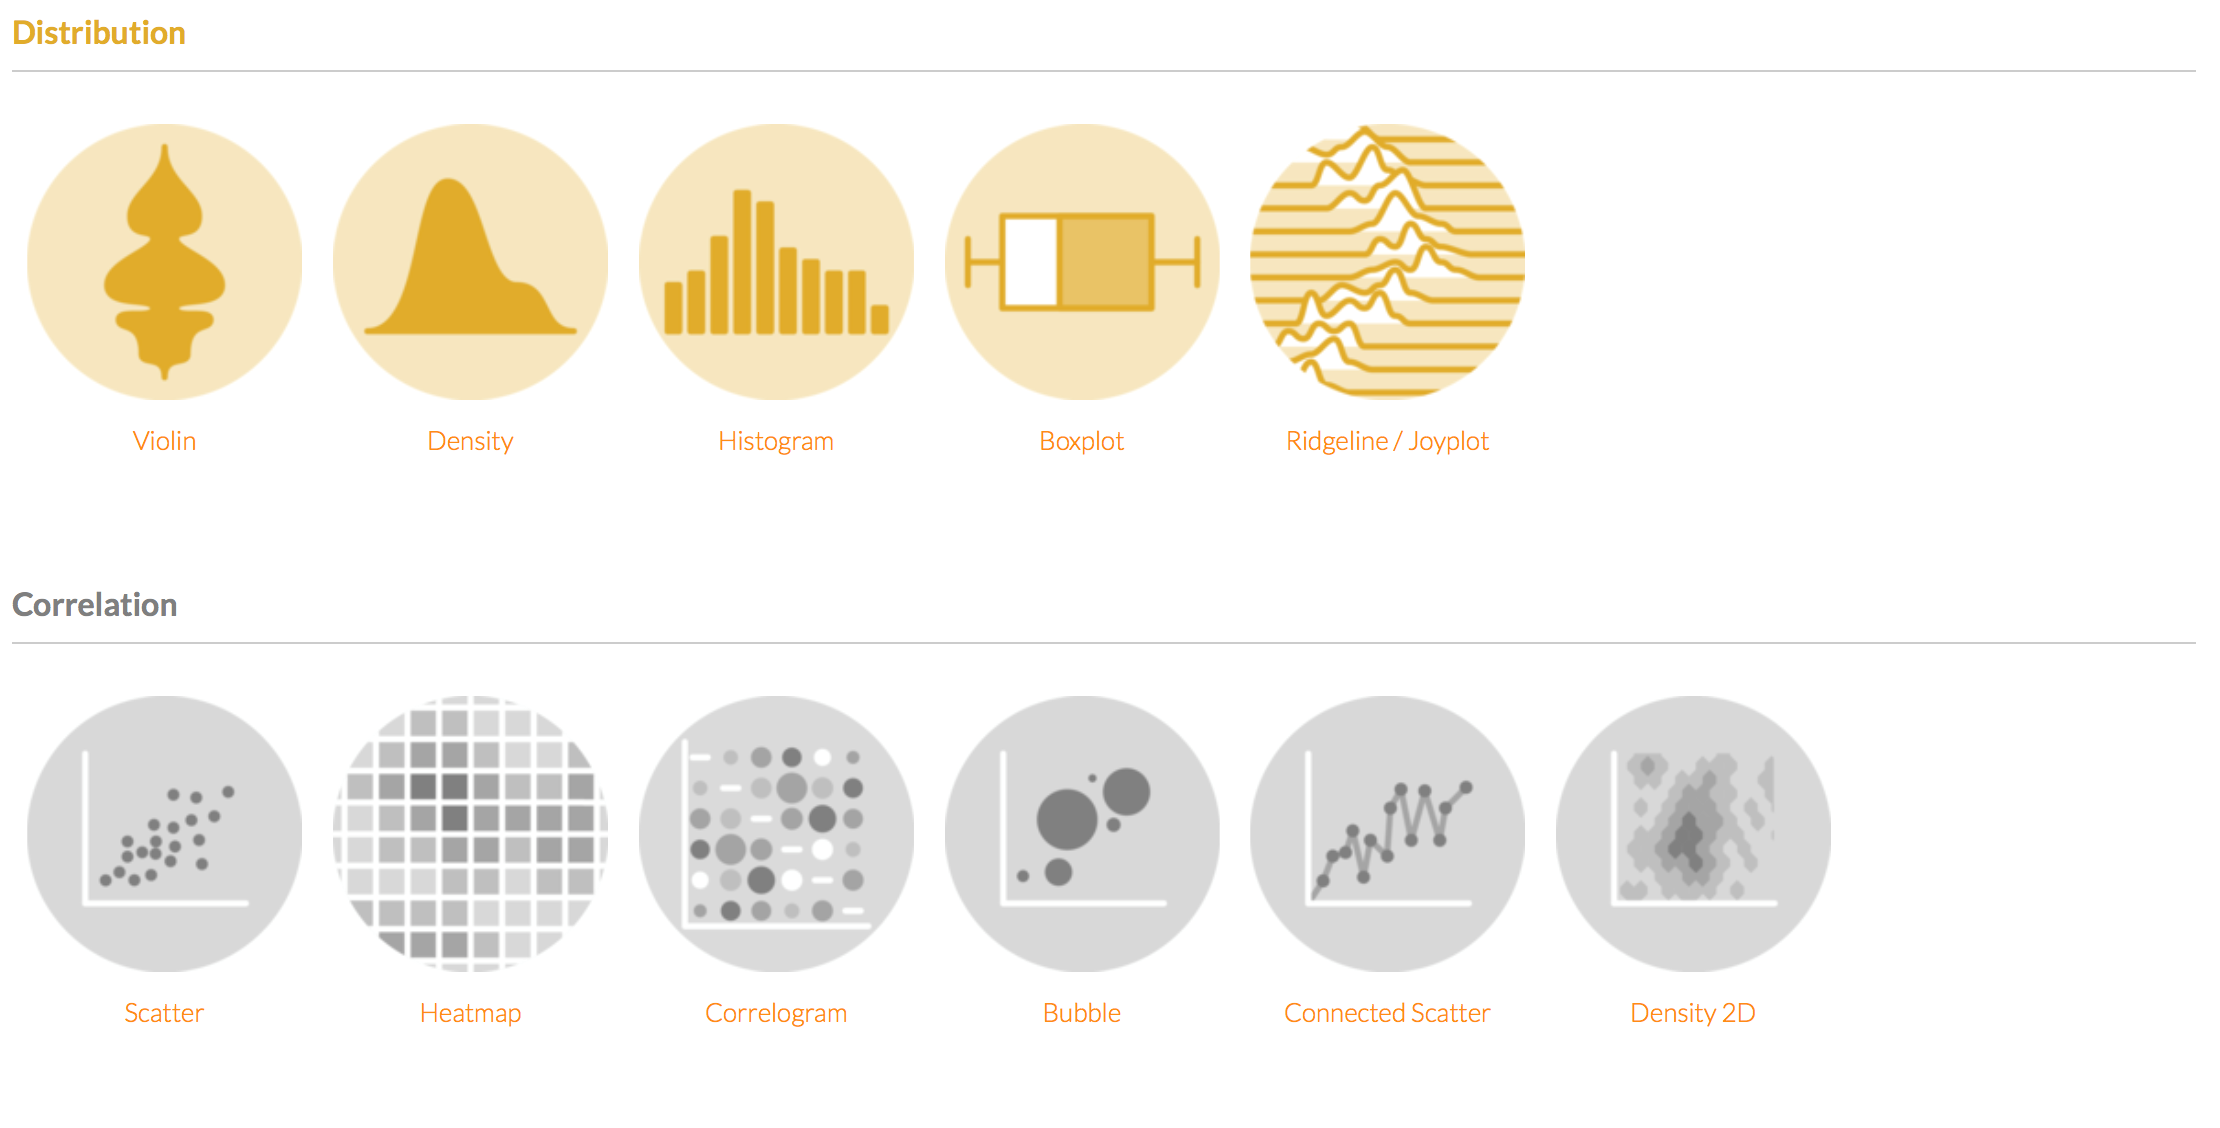 Distribution
Violin
Density
Histogram
Boxplot
Ridgeline / Joyplot
Correlation
Scatter
Heatmap
Correlogram
Bubble
Connected Scatter
Density 2D